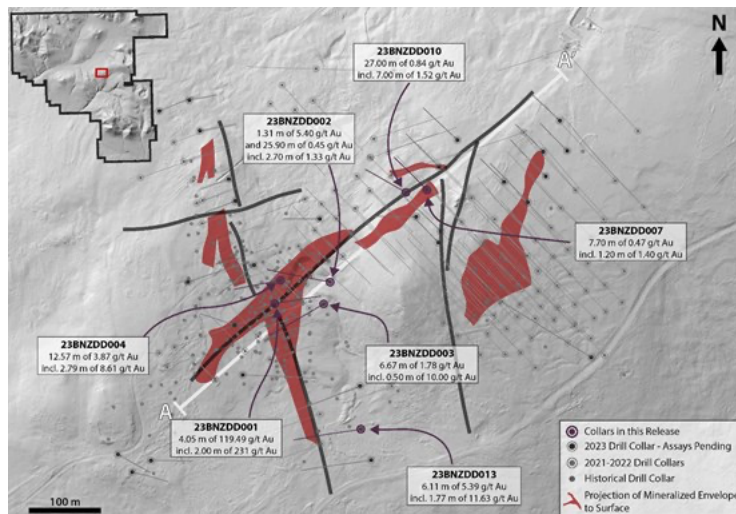 N
23BNZDD010
27.00 m of 0.84 g/t Au
incl. 7.00 m of 1.52 g/t Au
A'
23BNZDD002
1.31 m of 5.40 g/t Au
and 25.90 m of 0.45 g/t Au
incl. 2.70 m of 1.33 g/t Au
23BNZDD007
7.70 m of 0.47 g/t Au
incl. 1.20 m of 1.40 g/t Au
23BNZDD004
12.57 m of 3.87 g/t Au
incl. 2.79 m of 8.61 g/t Au
23BNZDD003
6.67 m of 1.78 g/t Au
incl. 0.50 m of 10.00 g/t Au
A
23BNZDD001
4.05 m of 119.49 g/t Au
incl. 2.00 m of 231 g/t Au
23BNZDD013
6.11 m of 5.39 g/t Au
incl. 1.77 m of 11.63 g/t Au
Collars in this Release
2023 Drill Collar - Assays Pending
2021-2022 Drill Collars
Historical Drill Collar
Projection of Mineralized Envelope
to Surface
100 m